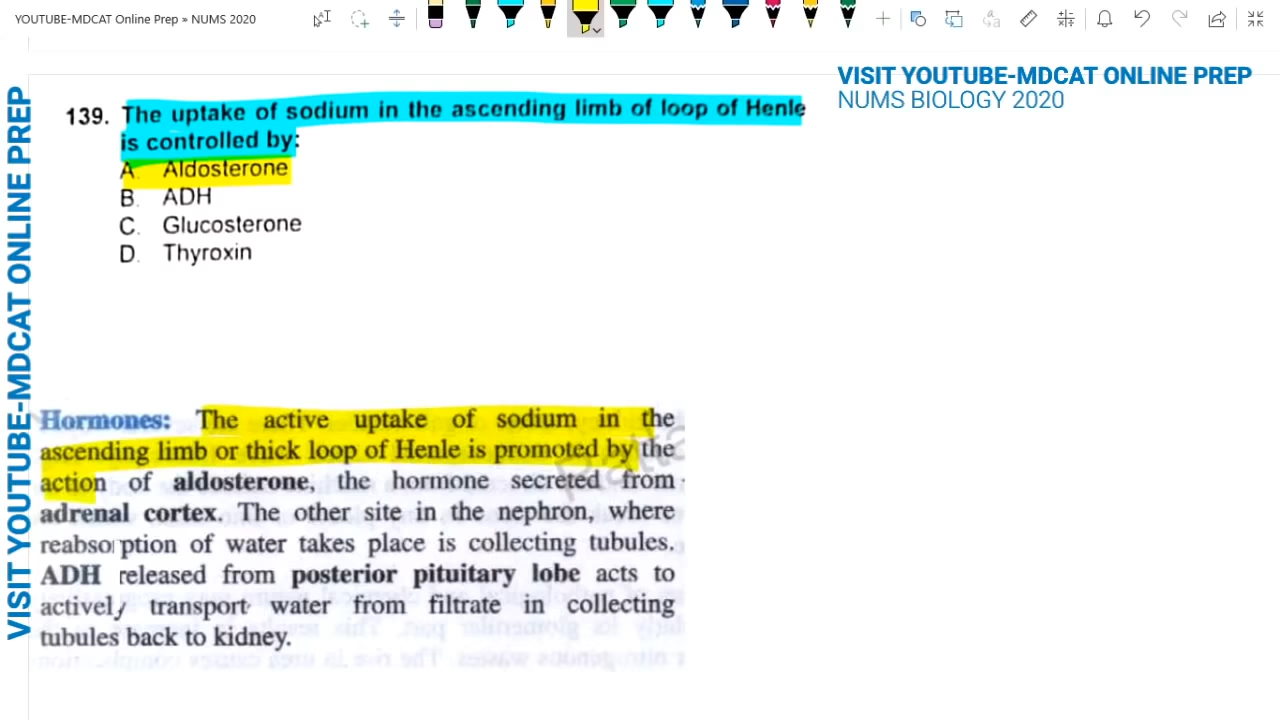 YOUTUBE-MDCAT Online Prep » NUMS 2020
VISIT YOUTUBE-MDCAT ONLINE PREP
NUMS BIOLOGY 2020
VISIT YOUTUBE-MDCAT ONLINE PREP
139. The uptake of sodium in the ascending limb of loop of Henle
is controlled by:
A. Aldosterone
B. ADH
C. Glucosterone
D. Thyroxin
Hormones: The active uptake of sodium in the
ascending limb or thick loop of Henle is promoted by the
action of aldosterone, the hormone secreted from
adrenal cortex. The other site in the nephron, where
reabsorption of water takes place is collecting tubules.
ADH released from posterior pituitary lobe acts to
actively transport water from filtrate in collecting
tubules back to kidney.